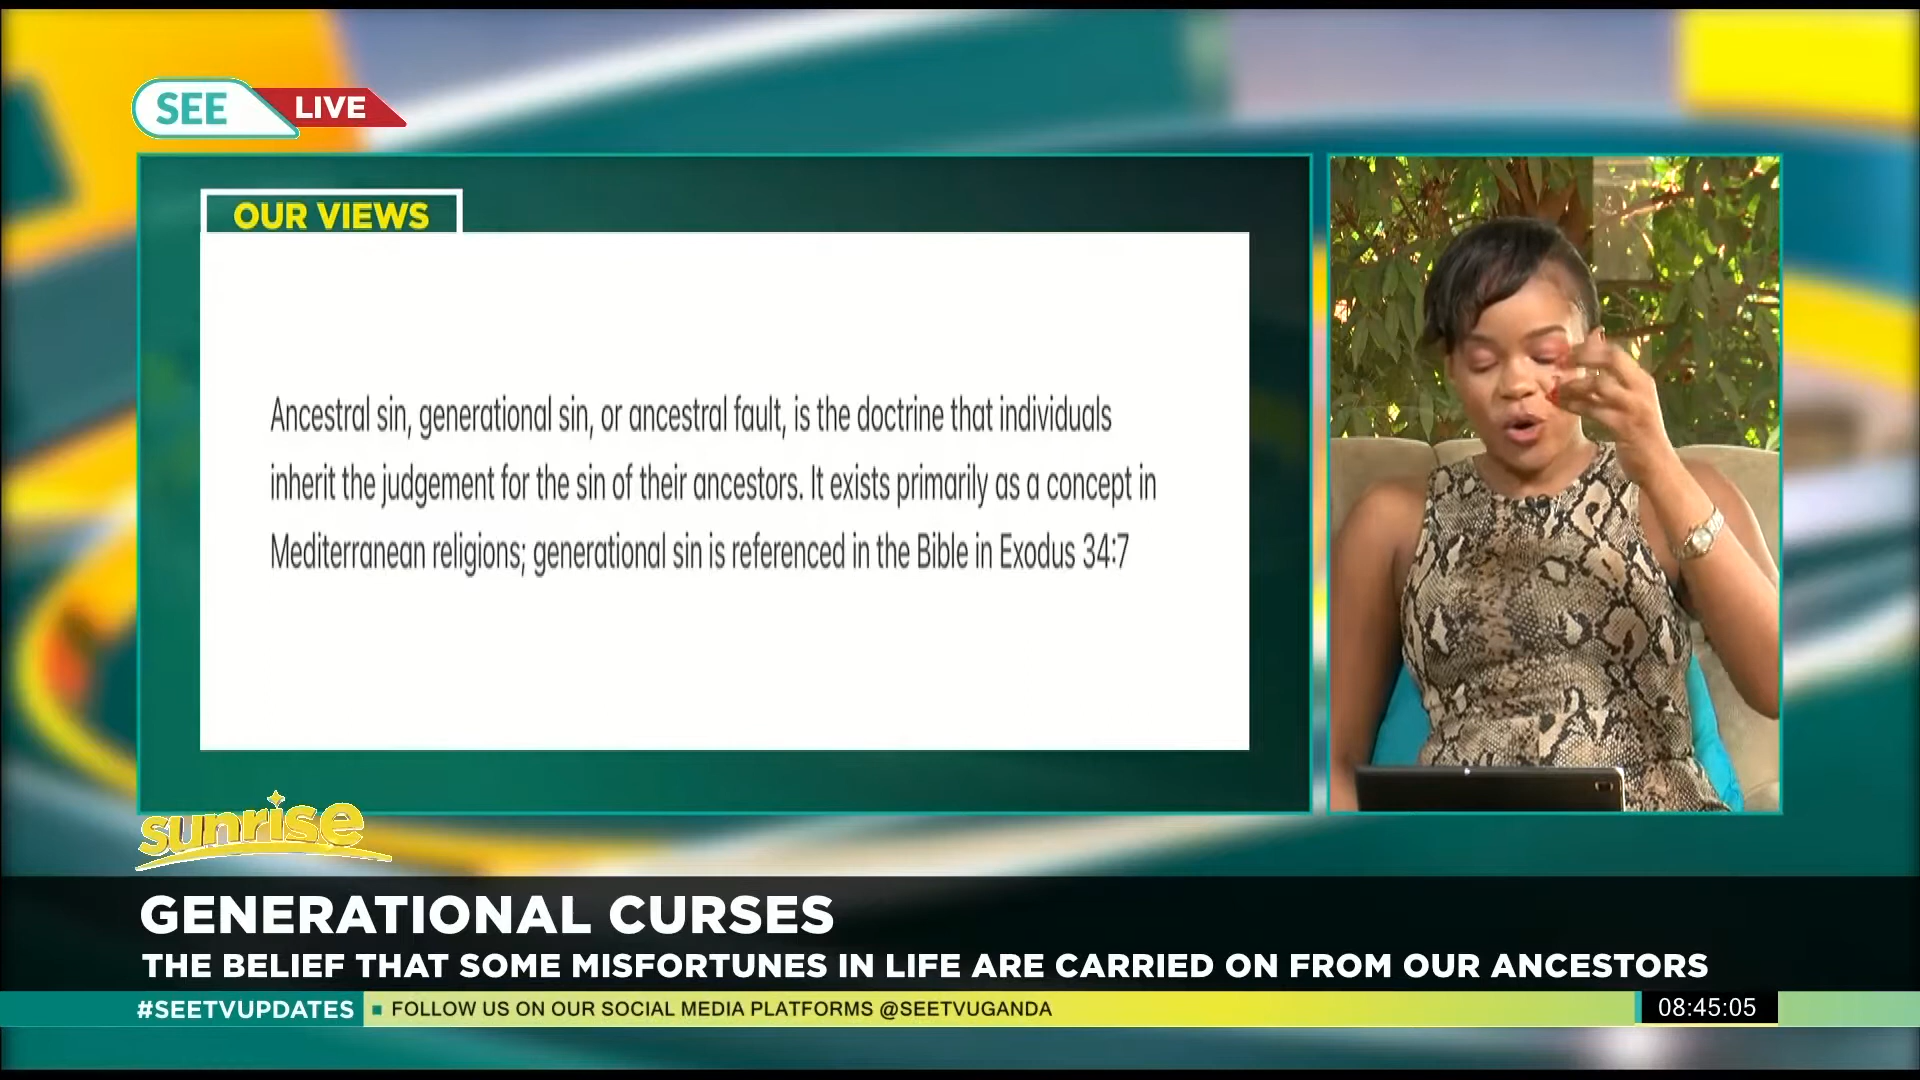 SEE LIVE
OUR VIEWS
Ancestral sin, generational sin, or ancestral fault, is the doctrine that individuals
inherit the judgement for the sin of their ancestors. It exists primarily as a concept in
Mediterranean religions; generational sin is referenced in the Bible in Exodus 34:7
sunrise
GENERATIONAL CURSES
THE BELIEF THAT SOME MISFORTUNES IN LIFE ARE CARRIED ON FROM OUR ANCESTORS
#SEETVUPDATES FOLLOW US ON OUR SOCIAL MEDIA PLATFORMS @SEETVUGANDA 08:45:05